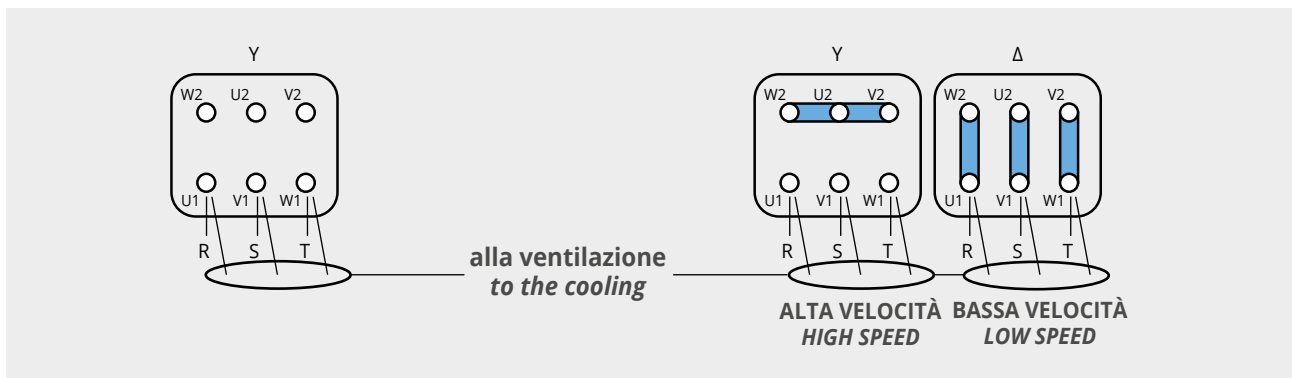 Y
W2 U2 V2
U1 V1 W1
R S T
alla ventilazione
to the cooling
Y
W2 U2 V2
U1 V1 W1
R S T
ALTA VELOCITÀ
HIGH SPEED
Δ
W2 U2 V2
U1 V1 W1
R S T
BASSA VELOCITÀ
LOW SPEED